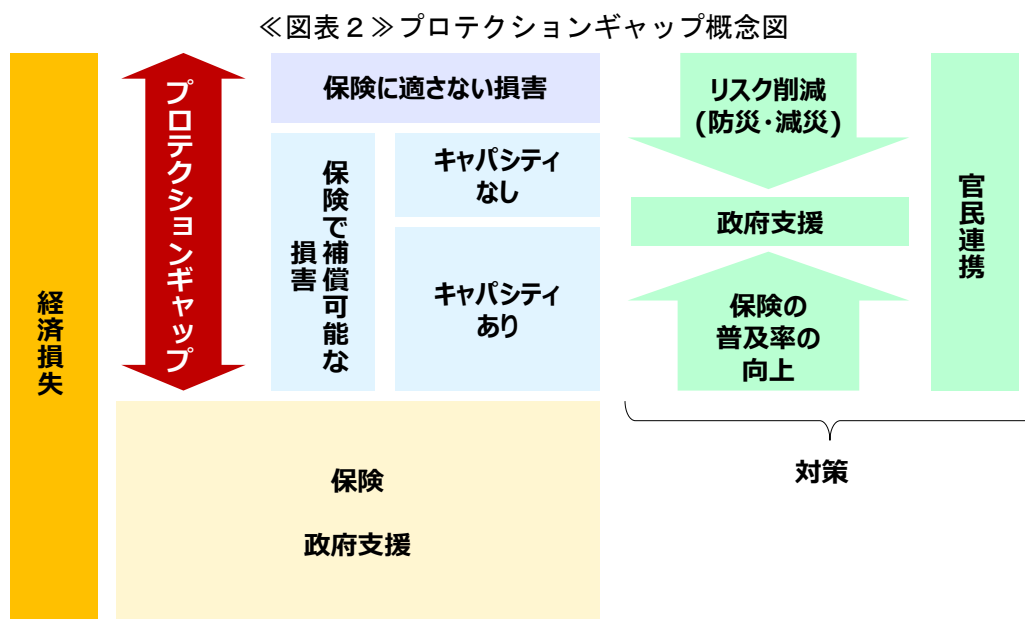 ≪図表２≫プロテクションギャップ概念図
経済損失
プロテクションギャップ
保険に適さない損害
保険で補償可能な
損害
キャパシティ
なし
キャパシティ
あり
保険
政府支援
リスク削減
(防災・減災)
政府支援
保険の
普及率の
向上
官民連携
対策